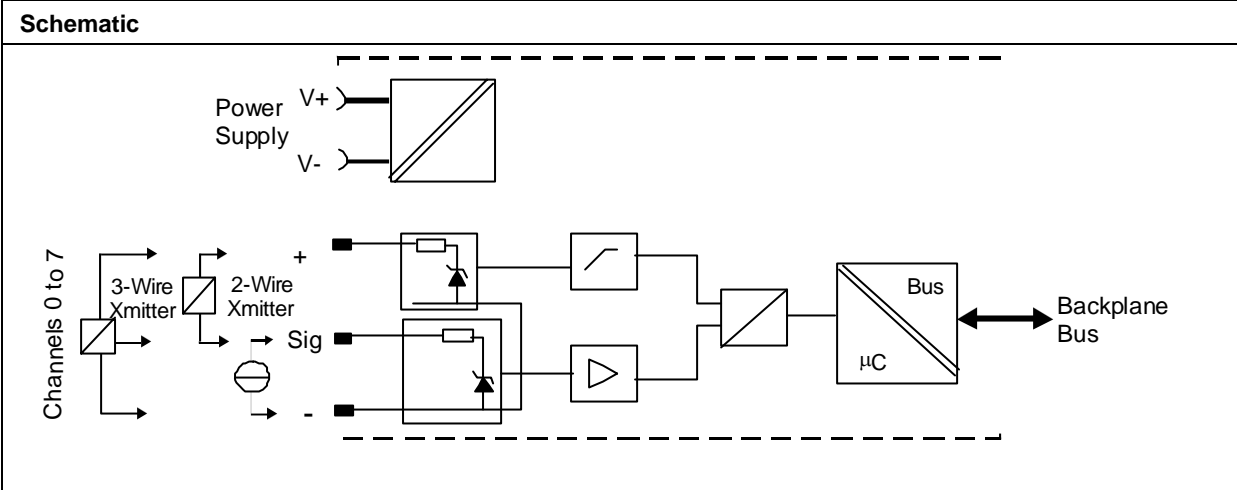 Schematic
Power
Supply
V+
V-
Channels 0 to 7
3-Wire
Xmitter
2-Wire
Xmitter
+
Sig
-
Bus
µC
Backplane
Bus